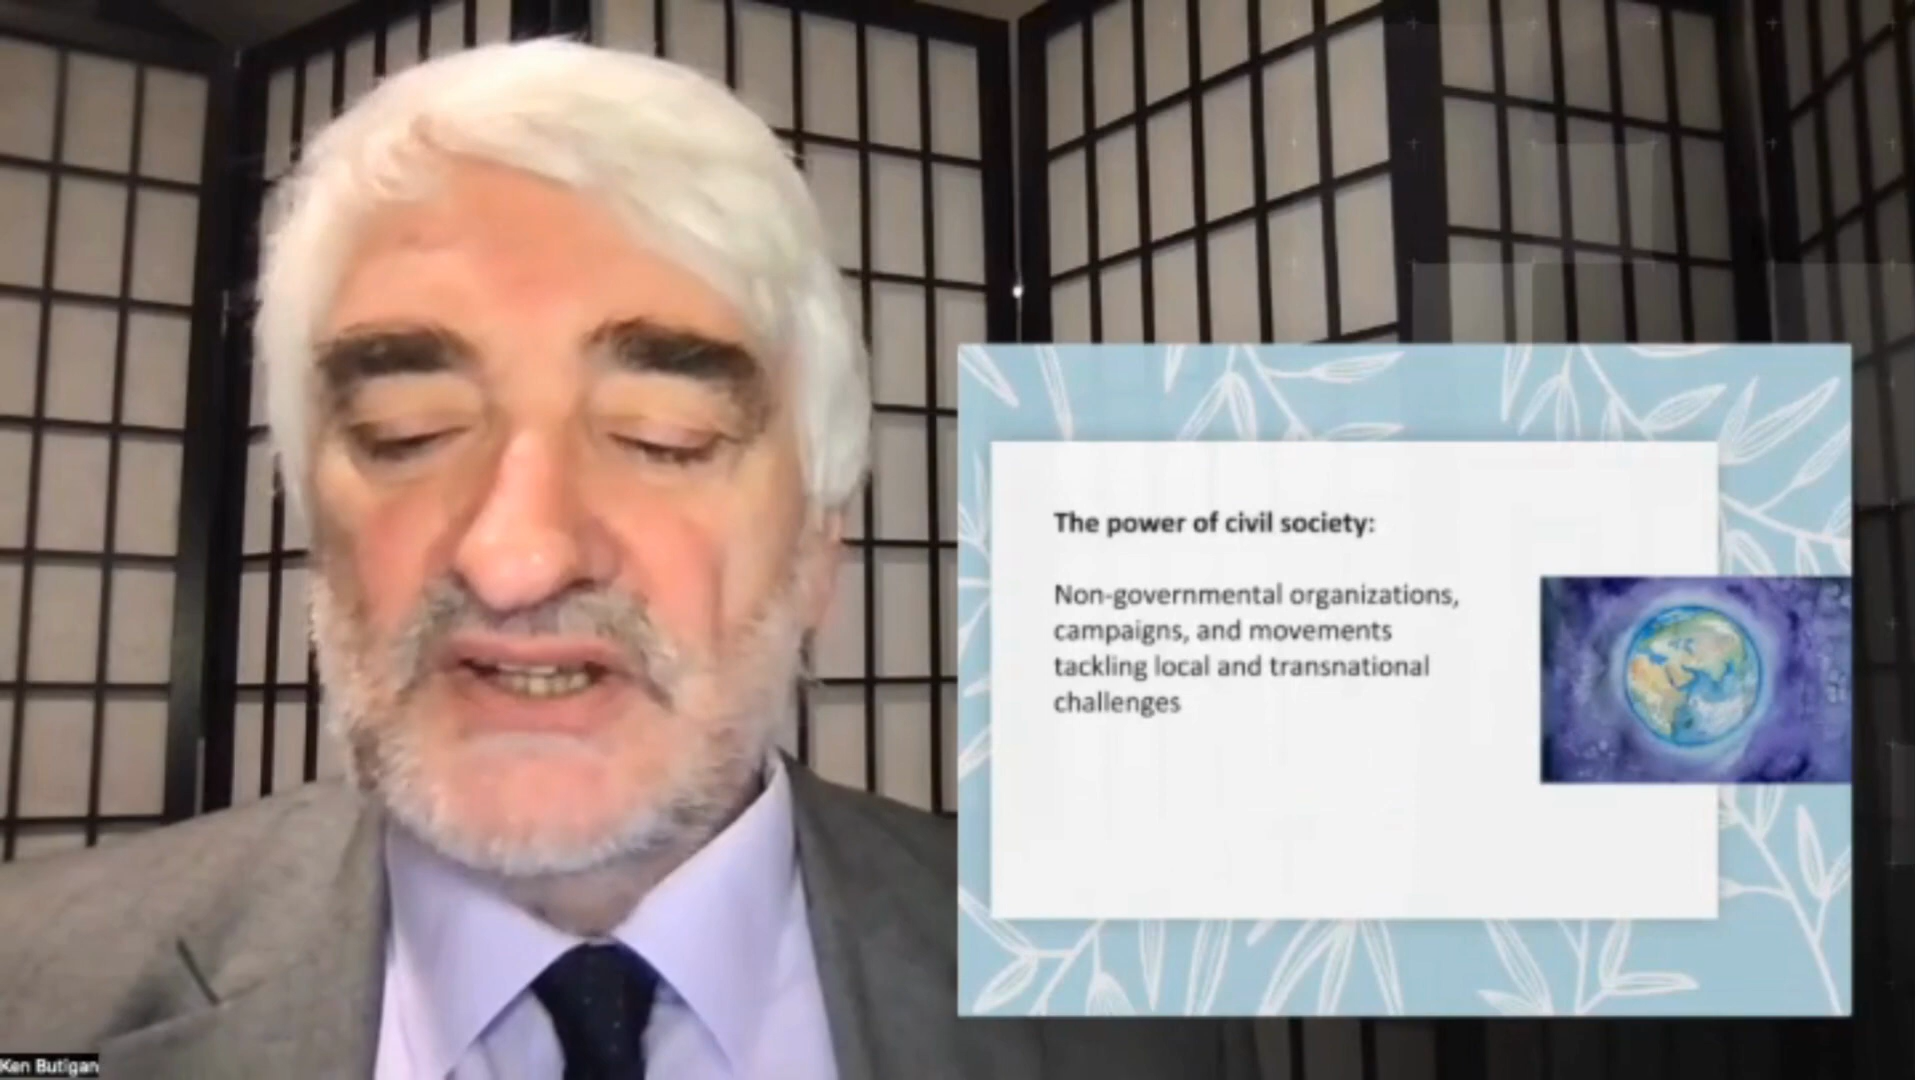 The power of civil society:
Non-governmental organizations,
campaigns, and movements
tackling local and transnational
challenges
Ken Butigan